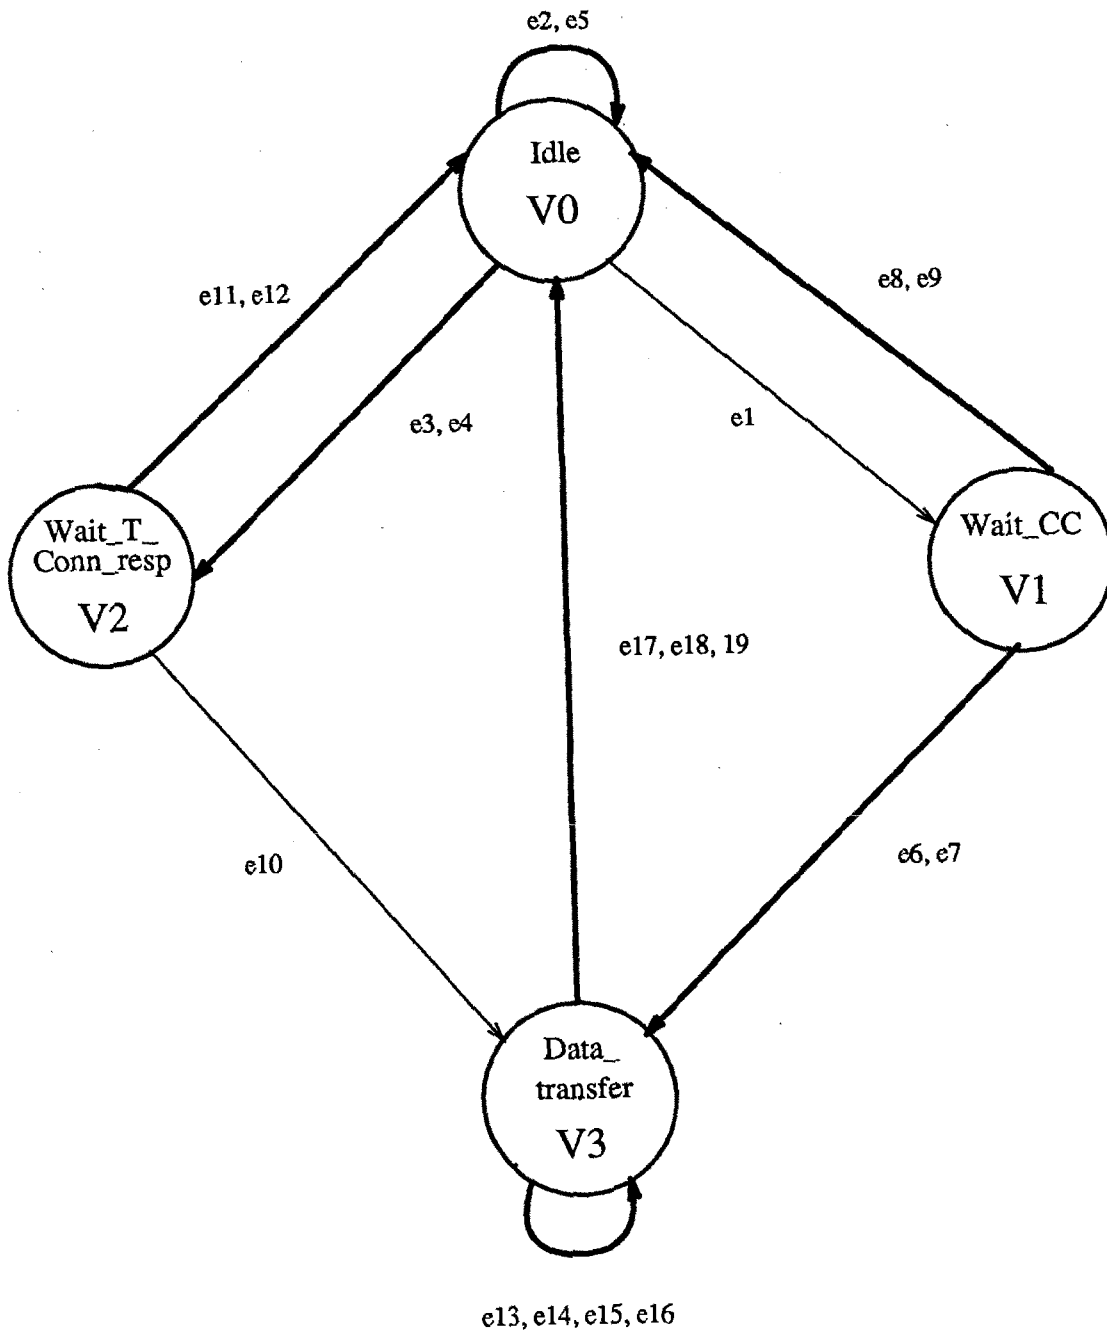 e2, e5
Idle
V0
e11, e12
e8, e9
e3, e4
e1
Wait_T_
Conn_resp
V2
Wait_CC
V1
e17, e18, 19
e10
e6, e7
Data_
transfer
V3
e13, e14, e15, e16